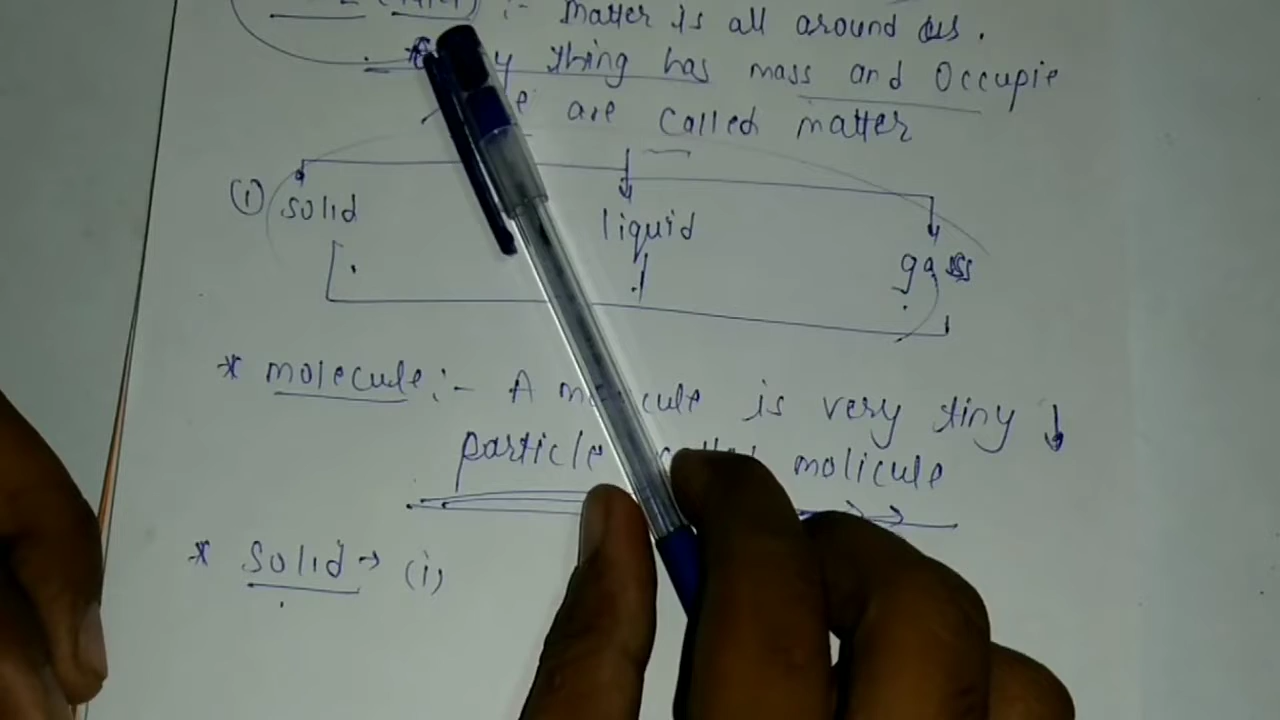 :- Matter is all around us.
thing has mass and Occupie
are called matter
① solid
liquid
gass
* molecule:- A is very tiny ↓
particle molicule
* Solid → (i)